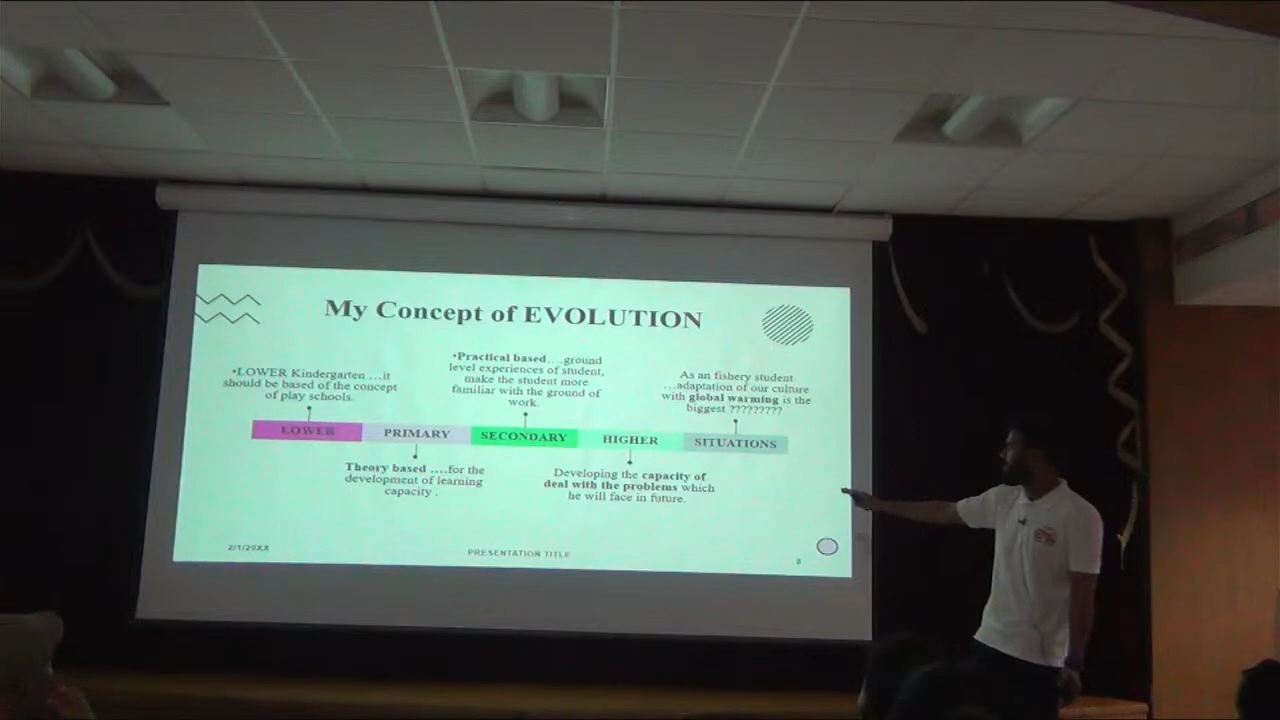 My Concept of EVOLUTION
•LOWER Kindergarten ...it
should be based of the concept
of play schools.
•Practical based....ground
level experiences of student,
make the student more
familiar with the ground of
work.
As an fishery student
...adaptation of our culture
with global warming is the
biggest ?????????
LOWER
PRIMARY
SECONDARY
HIGHER
SITUATIONS
Theory based ....for the
development of learning
capacity .
Developing the capacity of
deal with the problems which
he will face in future.
2/1/20XX
PRESENTATION TITLE
8